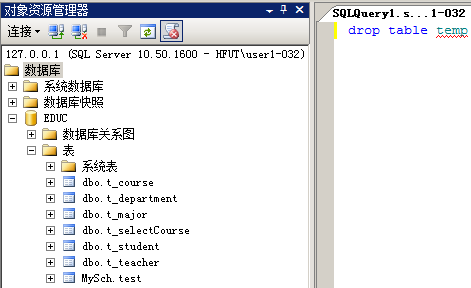 对象资源管理器
连接
127.0.0.1 (SQL Server 10.50.1600 - HFUT\user1-032)
数据库
系统数据库
数据库快照
EDUC
数据库关系图
表
系统表
dbo.t_course
dbo.t_department
dbo.t_major
dbo.t_selectCourse
dbo.t_student
dbo.t_teacher
MySch.test
SQLQuery1.s...1-032
drop table temp